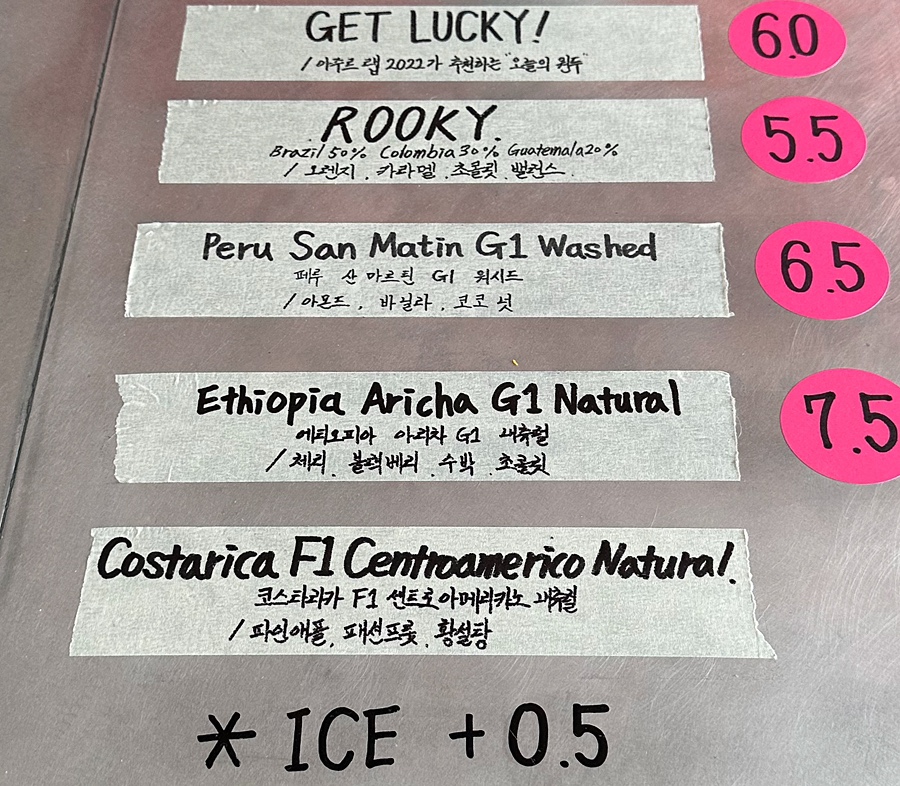 GET LUCKY! 6.0
/ 아쭈르 랩 2022가 추천하는 "오늘의 원두"
ROOKY. 5.5
Brazil 50% Colombia 30% Guatemala 20%
/ 오렌지. 카라멜. 초콜릿. 밸런스
Peru San Matin G1 Washed 6.5
페루 산 마르틴 G1 워시드
/ 아몬드. 바닐라. 코코넛
Ethiopia Aricha G1 Natural 7.5
에티오피아 아리차 G1 내츄럴
/ 체리. 블랙베리. 수박. 초콜릿
Costarica F1 Centroamerico Natural.
코스타리카 F1 센트로아메리카노 내츄럴
/ 파인애플. 패션프룻. 황설탕
* ICE +0.5